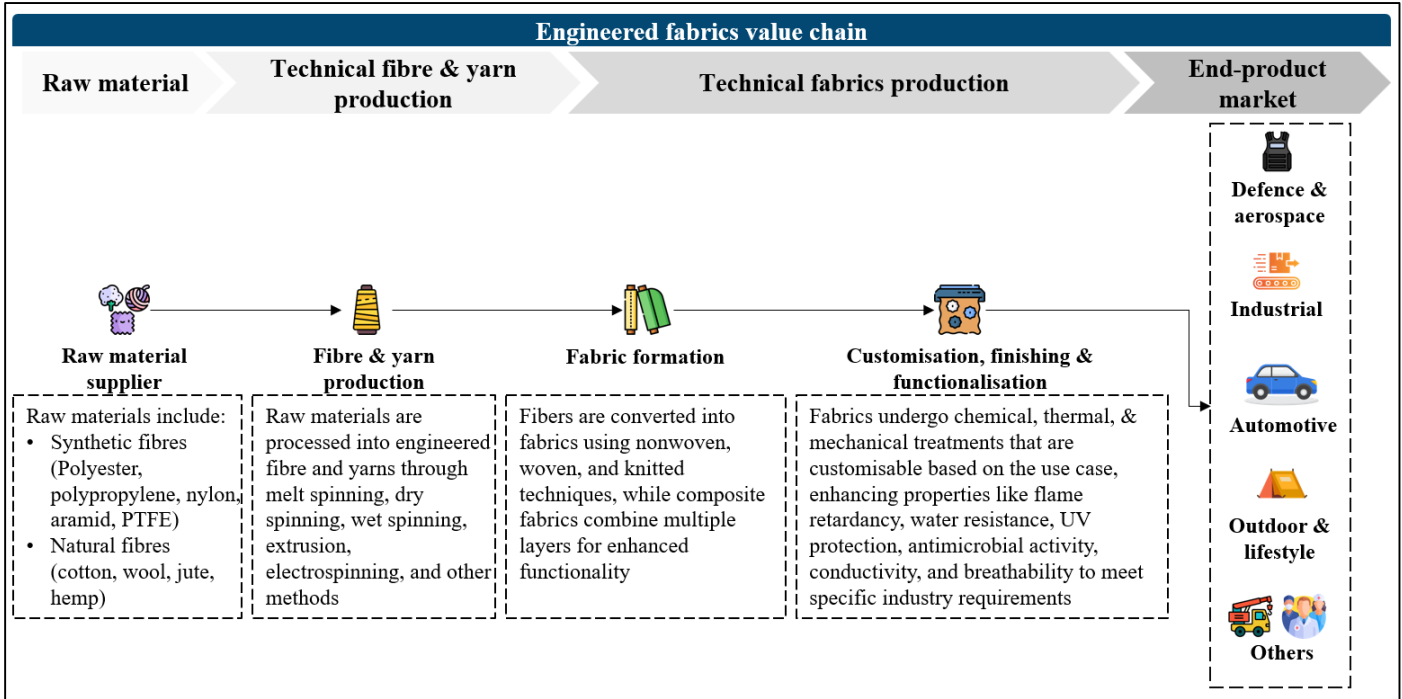 Engineered fabrics value chain
Raw material
Technical fibre & yarn
production
Technical fabrics production
End-product
market
Raw material
supplier
Raw materials include:
• Synthetic fibres
(Polyester,
polypropylene, nylon,
aramid, PTFE)
• Natural fibres
(cotton, wool, jute,
hemp)
Fibre & yarn
production
Raw materials are
processed into engineered
fibre and yarns through
melt spinning, dry
spinning, wet spinning,
extrusion,
electrospinning, and other
methods
Fabric formation
Fibers are converted into
fabrics using nonwoven,
woven, and knitted
techniques, while composite
fabrics combine multiple
layers for enhanced
functionality
Customisation, finishing &
functionalisation
Fabrics undergo chemical, thermal, &
mechanical treatments that are
customisable based on the use case,
enhancing properties like flame
retardancy, water resistance, UV
protection, antimicrobial activity,
conductivity, and breathability to meet
specific industry requirements
Defence &
aerospace
Industrial
Automotive
Outdoor &
lifestyle
Others